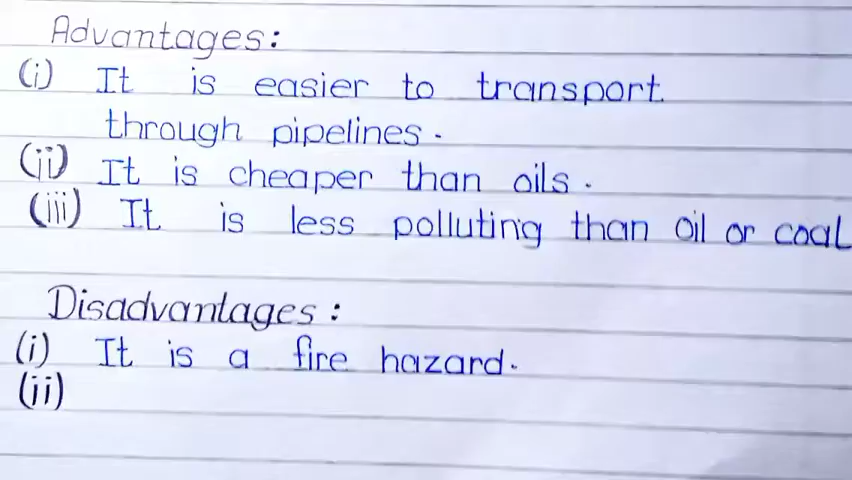 Advantages:
(i) It is easier to transport
through pipelines.
(ii) It is cheaper than oils.
(iii) It is less polluting than oil or coal
Disadvantages:
(i) It is a fire hazard.
(ii)